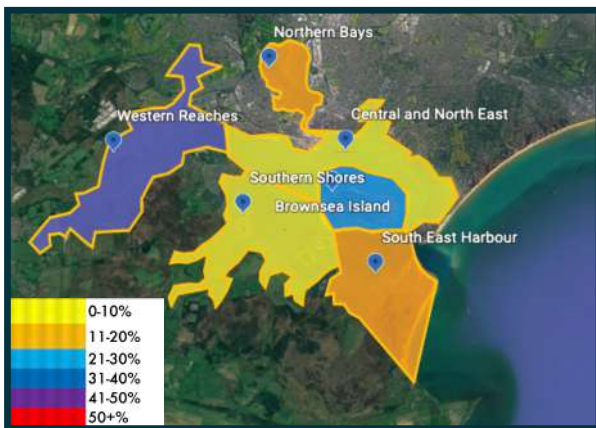 Northern Bays
Western Reaches
Central and North East
Southern Shores
Brownsea Island
South East Harbour
0-10%
11-20%
21-30%
31-40%
41-50%
50+%